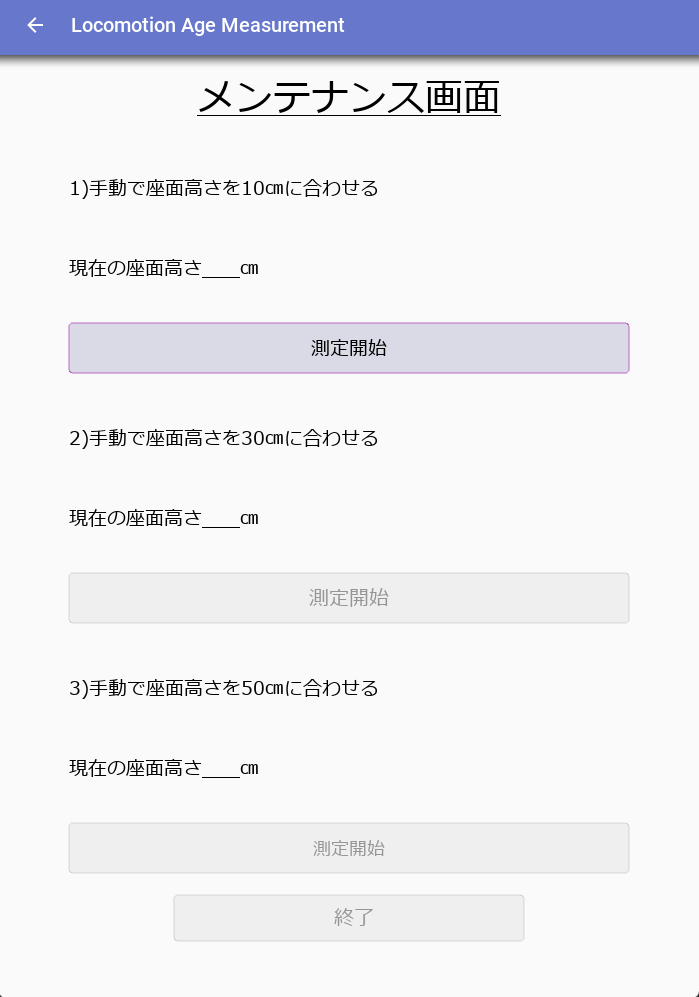 Locomotion Age Measurement
メンテナンス画面
1)手動で座面高さを10㎝に合わせる
現在の座面高さ____㎝
測定開始
2)手動で座面高さを30㎝に合わせる
現在の座面高さ____㎝
測定開始
3)手動で座面高さを50㎝に合わせる
現在の座面高さ____㎝
測定開始
終了